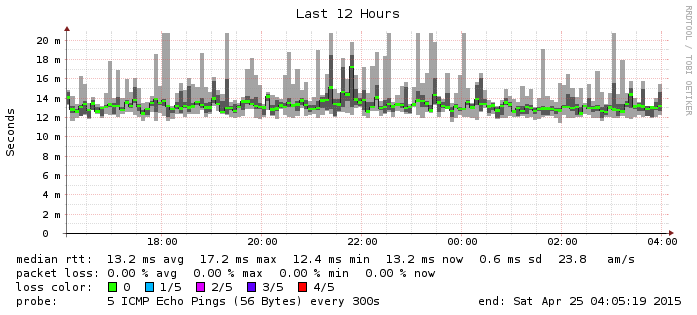 Last 12 Hours
RRDTOOL / TOBI OETIKER
Seconds
20 m
18 m
16 m
14 m
12 m
10 m
8 m
6 m
4 m
2 m
0
18:00 20:00 22:00 00:00 02:00 04:00
median rtt: 13.2 ms avg 17.2 ms max 12.4 ms min 13.2 ms now 0.6 ms sd 23.8 am/s
packet loss: 0.00 % avg 0.00 % max 0.00 % min 0.00 % now
loss color: 0 1/5 2/5 3/5 4/5
probe: 5 ICMP Echo Pings (56 Bytes) every 300s end: Sat Apr 25 04:05:19 2015